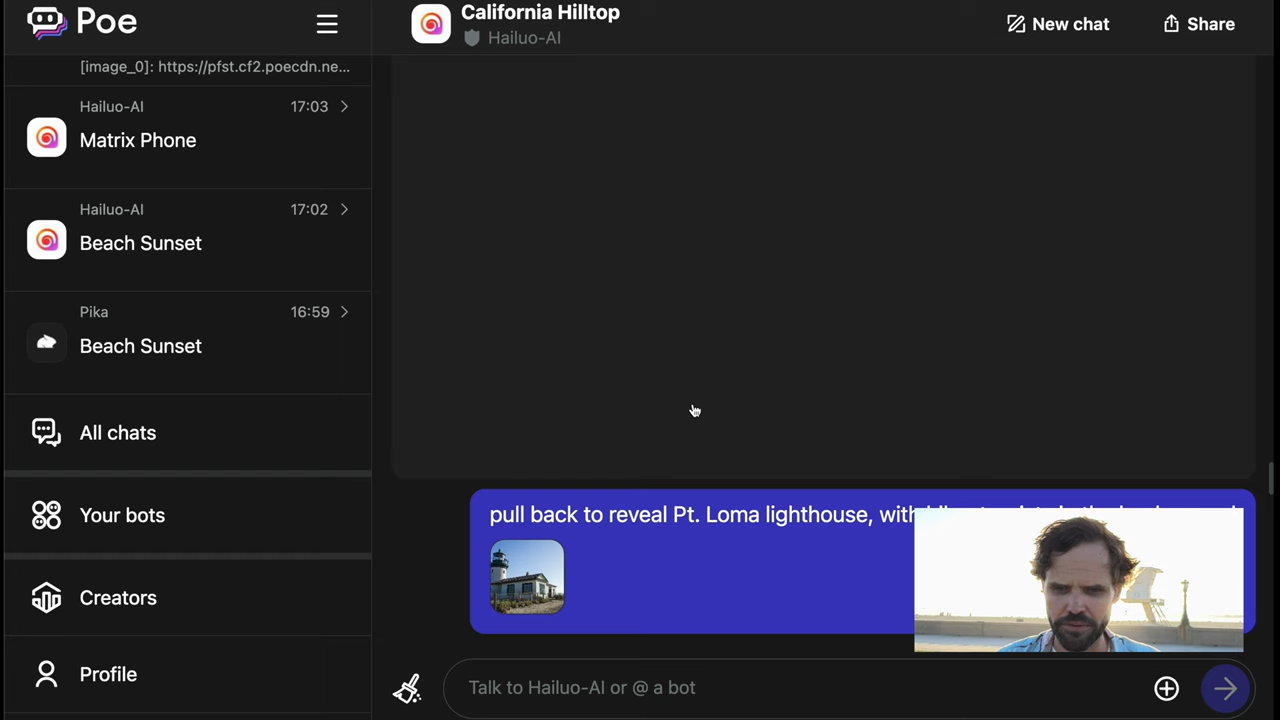 Poe
[image_0]: https://pfst.cf2.poecdn.ne...
Hailuo-AI 17:03
Matrix Phone
Hailuo-AI 17:02
Beach Sunset
Pika 16:59
Beach Sunset
All chats
Your bots
Creators
Profile
California Hilltop
Hailuo-AI
New chat
Share
pull back to reveal Pt. Loma lighthouse, with
Talk to Hailuo-AI or @ a bot